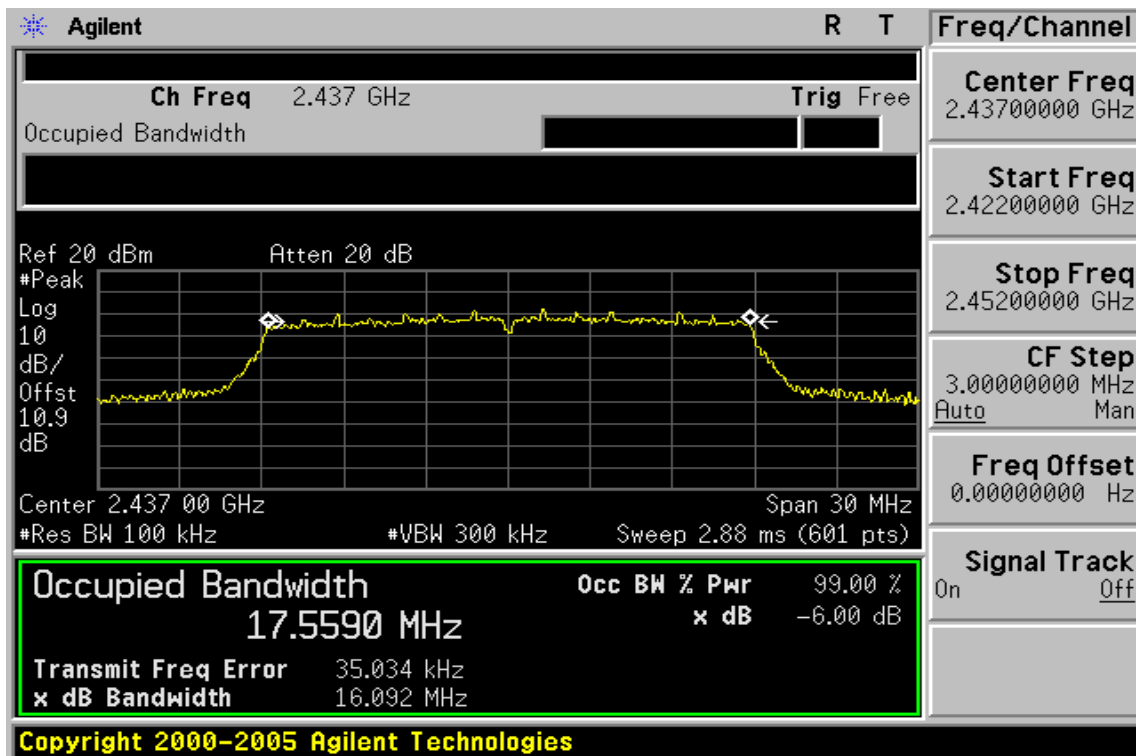 Agilent
R T
Ch Freq 2.437 GHz
Trig Free
Occupied Bandwidth
Ref 20 dBm
Atten 20 dB
#Peak
Log
10
dB/
Offst
10.9
dB
Center 2.437 00 GHz
Span 30 MHz
#Res BW 100 kHz
#VBW 300 kHz
Sweep 2.88 ms (601 pts)
Occupied Bandwidth
17.5590 MHz
Occ BW % Pwr 99.00 %
x dB -6.00 dB
Transmit Freq Error 35.034 kHz
x dB Bandwidth 16.092 MHz
Copyright 2000-2005 Agilent Technologies
Freq/Channel
Center Freq
2.43700000 GHz
Start Freq
2.42200000 GHz
Stop Freq
2.45200000 GHz
CF Step
3.00000000 MHz
Auto Man
Freq Offset
0.00000000 Hz
Signal Track
On Off